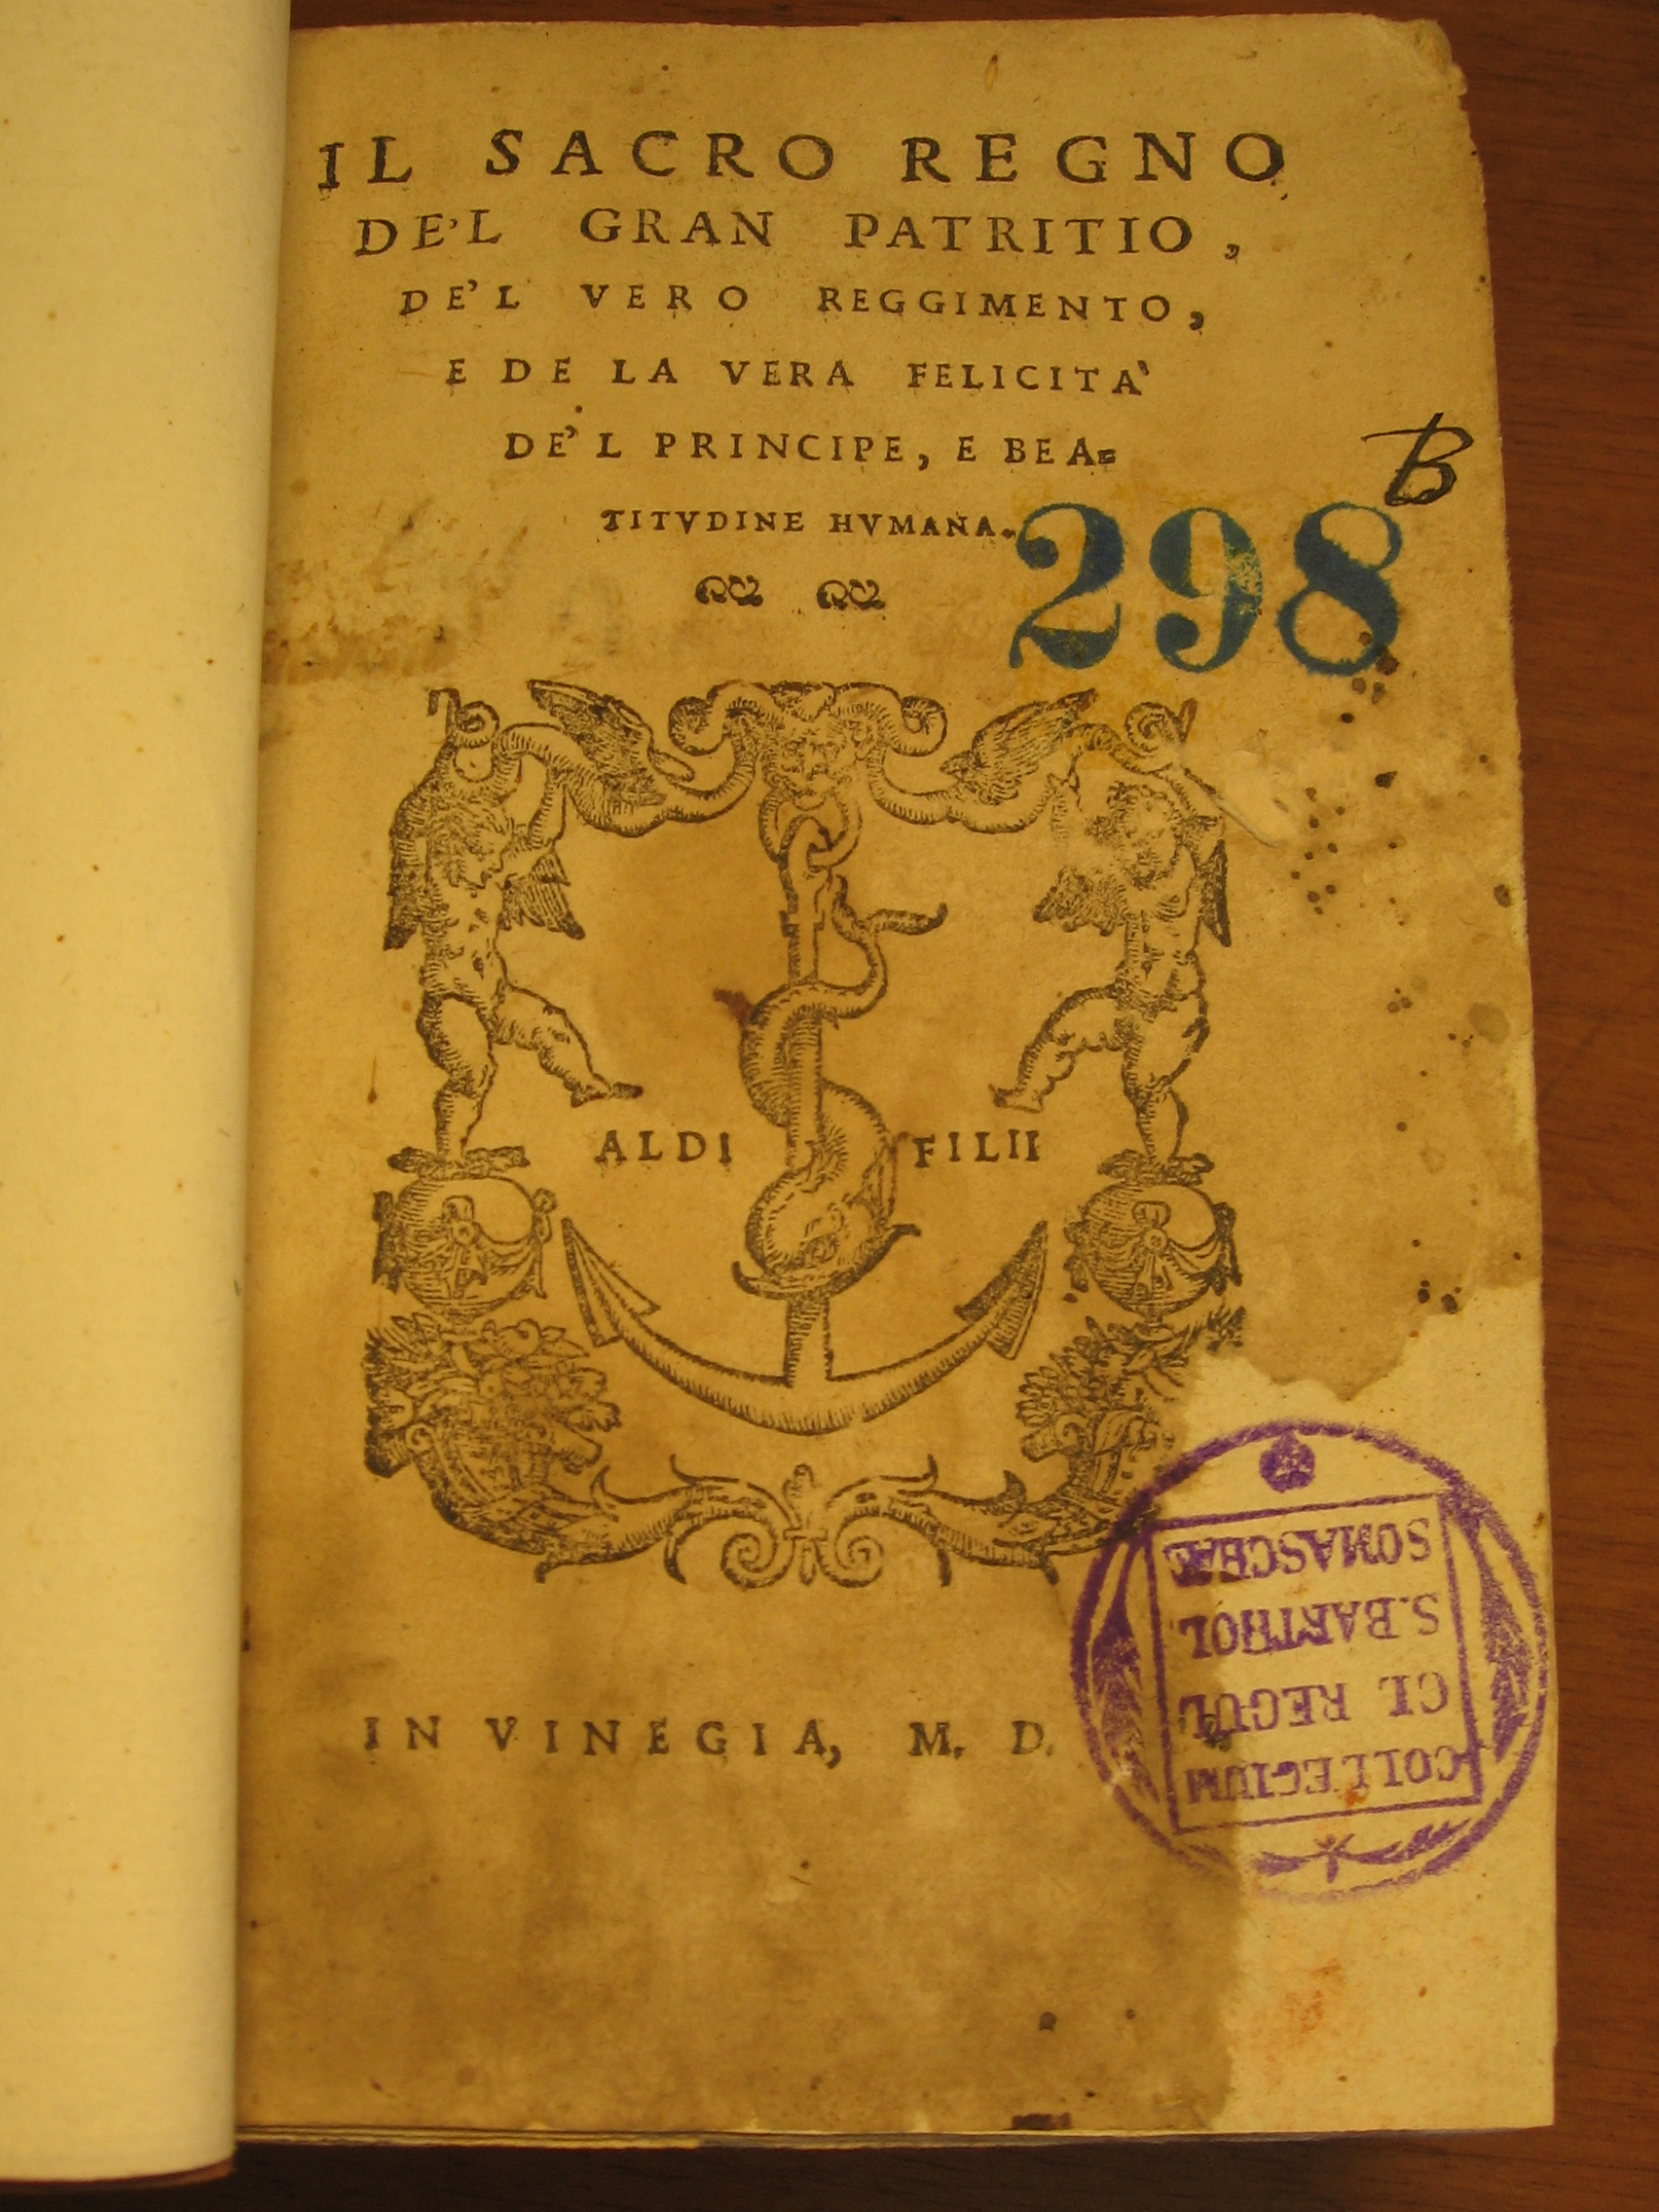 IL SACRO REGNO
DE'L GRAN PATRITIO,
DE'L VERO REGGIMENTO,
E DE LA VERA FELICITA`
DE'L PRINCIPE, E BEA=
TITVDINE HVMANA.
B
298
ALDI FILII
IN VINEGIA, M. D.
COLLEGIUM
CL. REGUL
S. BARTHOL
SOMASCHAE